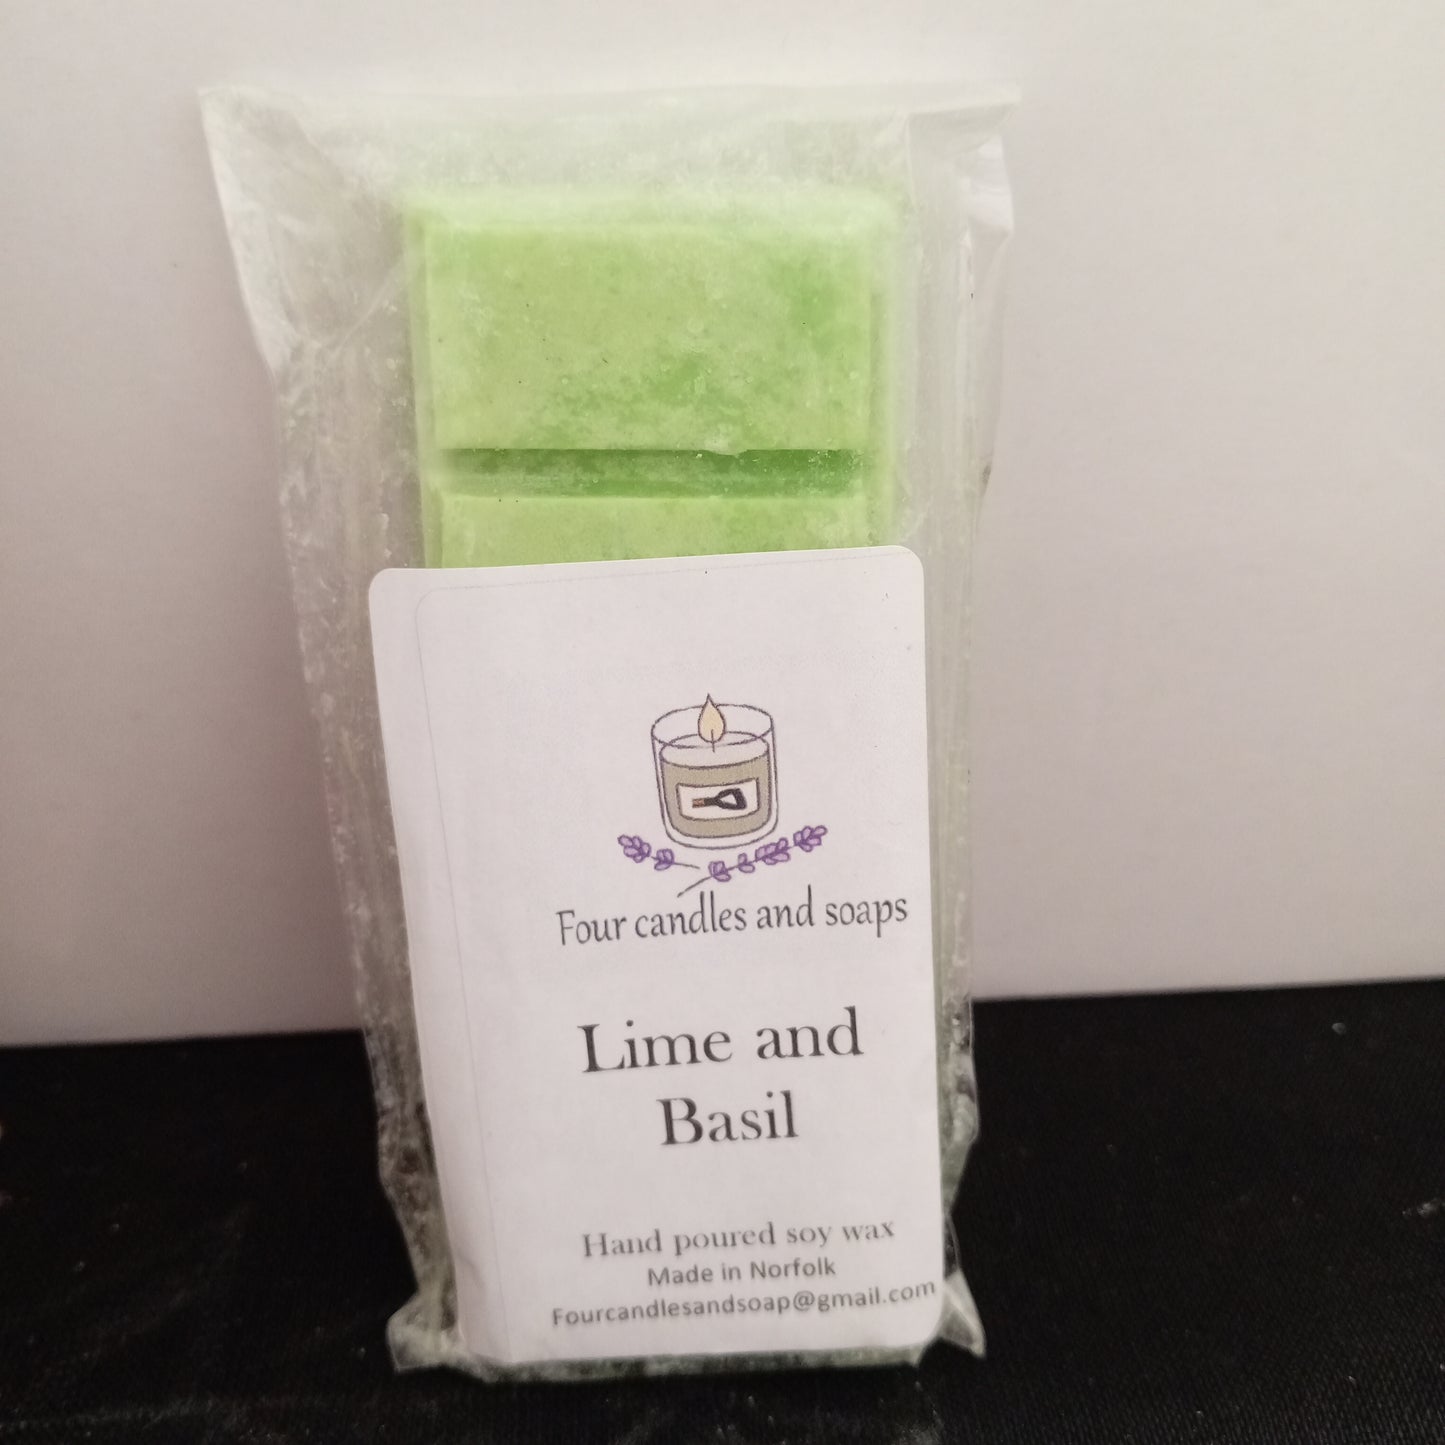 Four candles and soaps
Lime and
Basil
Hand poured soy wax
Made in Norfolk
Fourcandlesandsoap@gmail.com